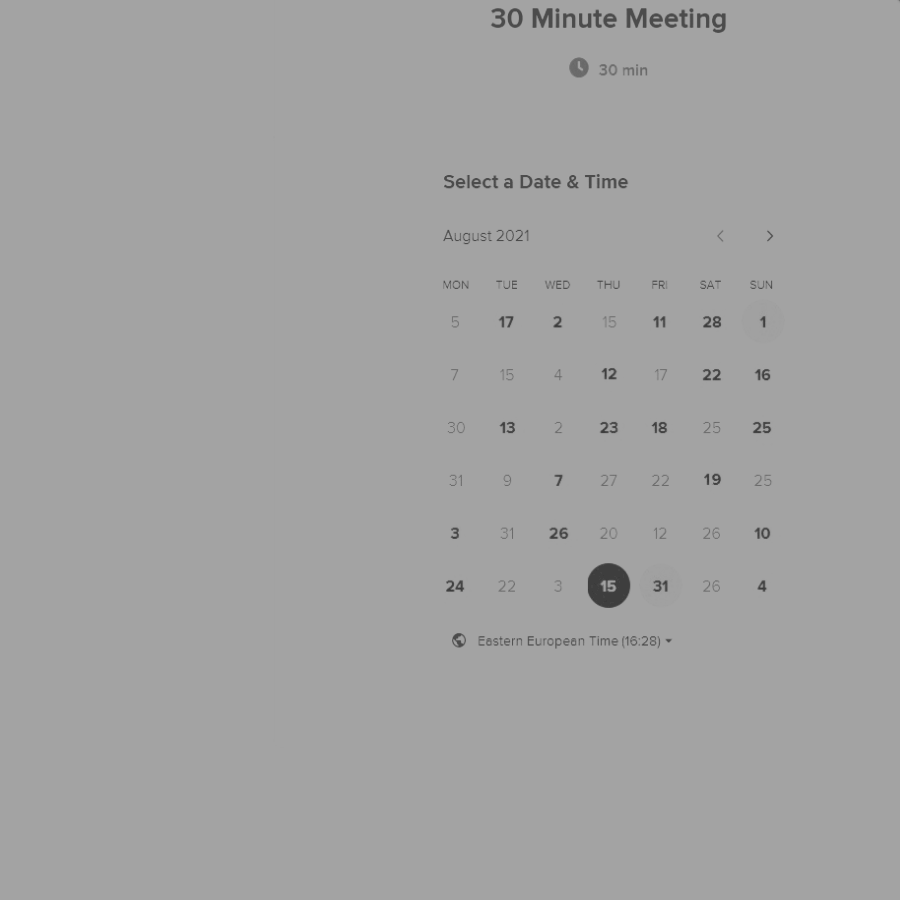 30 Minute Meeting
30 min
Select a Date & Time
August 2021
MON TUE WED THU FRI SAT SUN
5 17 2 15 11 28 1
7 15 4 12 17 22 16
30 13 2 23 18 25 25
31 9 7 27 22 19 25
3 31 26 20 12 26 10
24 22 3 15 31 26 4
Eastern European Time (16:28)